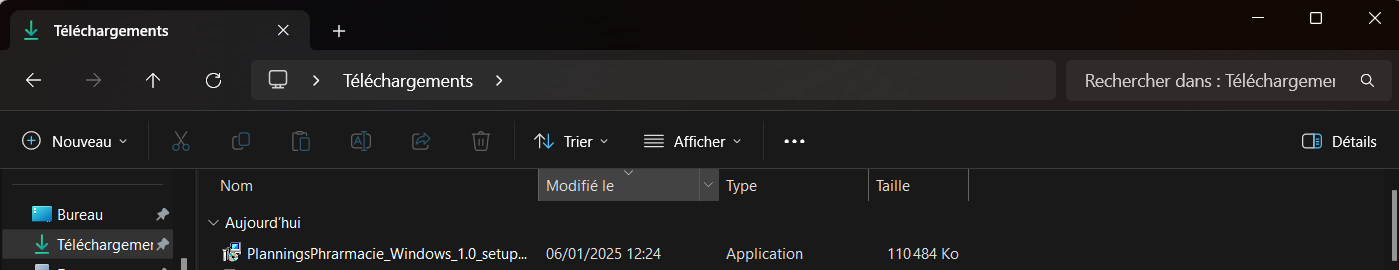 Téléchargements
Téléchargements
Rechercher dans : Télécharger
Nouveau
Trier
Afficher
Détails
Nom
Modifié le
Type
Taille
Bureau
Aujourd'hui
Téléchargemer
PlanningsPhrarmacie_Windows_1.0_setup...
06/01/2025 12:24
Application
110 484 Ko